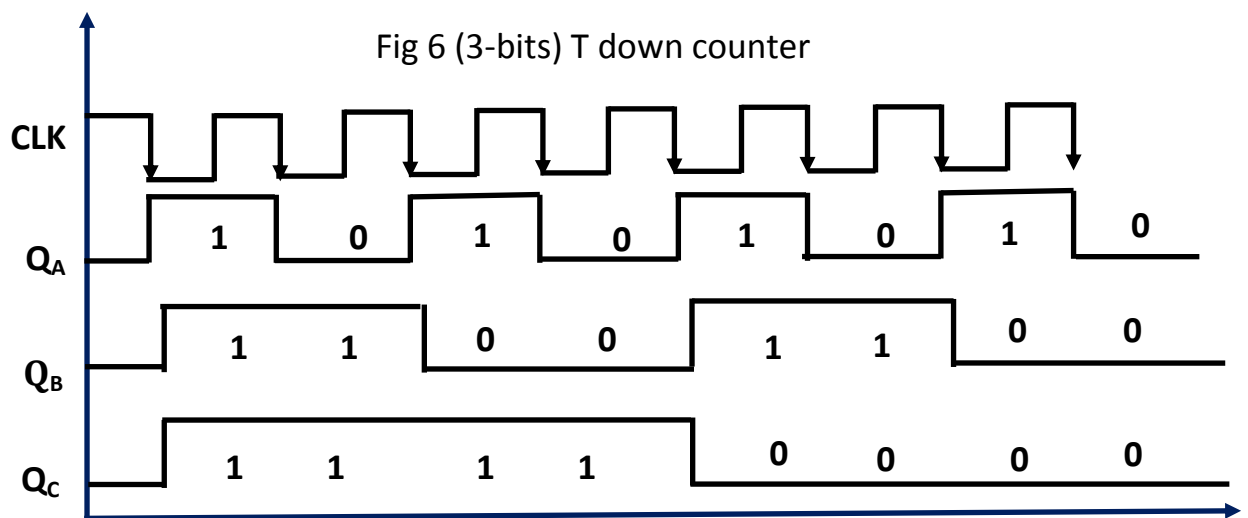 Fig 6 (3-bits) T down counter
CLK
1 0 1 0 1 0 1 0
QA
1 1 0 0 1 1 0 0
QB
1 1 1 1 0 0 0 0
QC